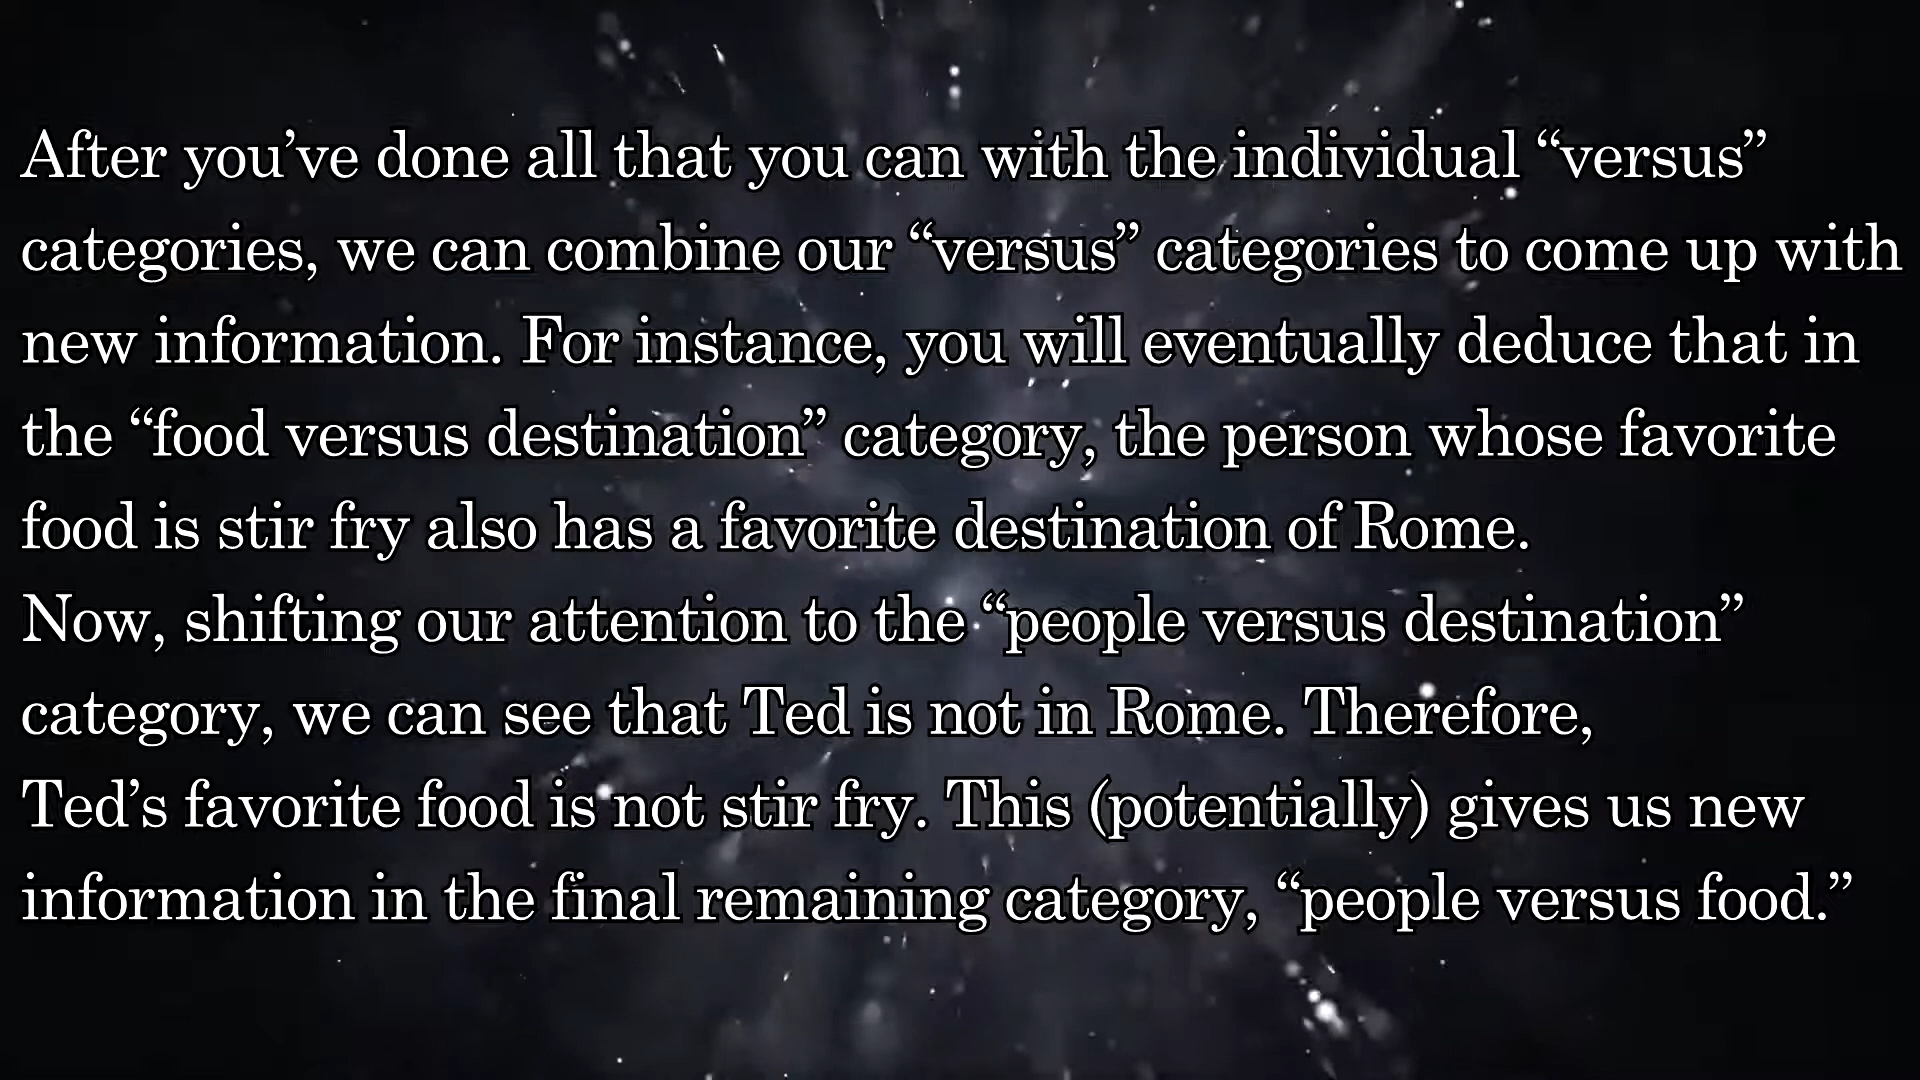 After you’ve done all that you can with the individual “versus”
categories, we can combine our “versus” categories to come up with
new information. For instance, you will eventually deduce that in
the “food versus destination” category, the person whose favorite
food is stir fry also has a favorite destination of Rome.
Now, shifting our attention to the “people versus destination”
category, we can see that Ted is not in Rome. Therefore,
Ted’s favorite food is not stir fry. This (potentially) gives us new
information in the final remaining category, “people versus food.”